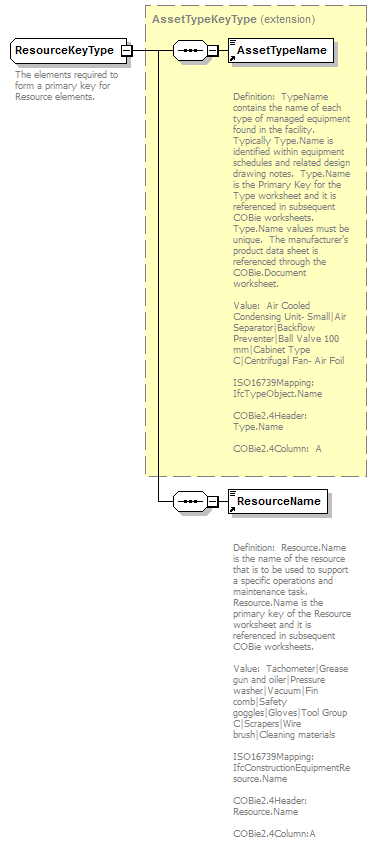 AssetTypeKeyType (extension)
ResourceKeyType
AssetTypeName
The elements required to
form a primary key for
Resource elements.
Definition:  TypeName
contains the name of each
type of managed equipment
found in the facility.
Typically Type.Name is
identified within equipment
schedules and related design
drawing notes.  Type.Name
is the Primary Key for the
Type worksheet and it is
referenced in subsequent
COBie worksheets.
Type.Name values must be
unique.  The manufacturer's
product data sheet is
referenced through the
COBie.Document
worksheet.
Value:  Air Cooled
Condensing Unit- Small|Air
Separator|Backflow
Preventer|Ball Valve 100
mm|Cabinet Type
C|Centrifugal Fan- Air Foil
ISO16739Mapping:
IfcTypeObject.Name
COBie2.4Header:
Type.Name
COBie2.4Column:  A
ResourceName
Definition:  Resource.Name
is the name of the resource
that is to be used to support
a specific operations and
maintenance task.
Resource.Name is the
primary key of the Resource
worksheet and it is
referenced in subsequent
COBie worksheets.
Value:  Tachometer|Grease
gun and oiler|Pressure
washer|Vacuum|Fin
comb|Safety
goggles|Gloves|Tool Group
C|Scrapers|Wire
brush|Cleaning materials
ISO16739Mapping:
IfcConstructionEquipmentRe
source.Name
COBie2.4Header:
Resource.Name
COBie2.4Column:A